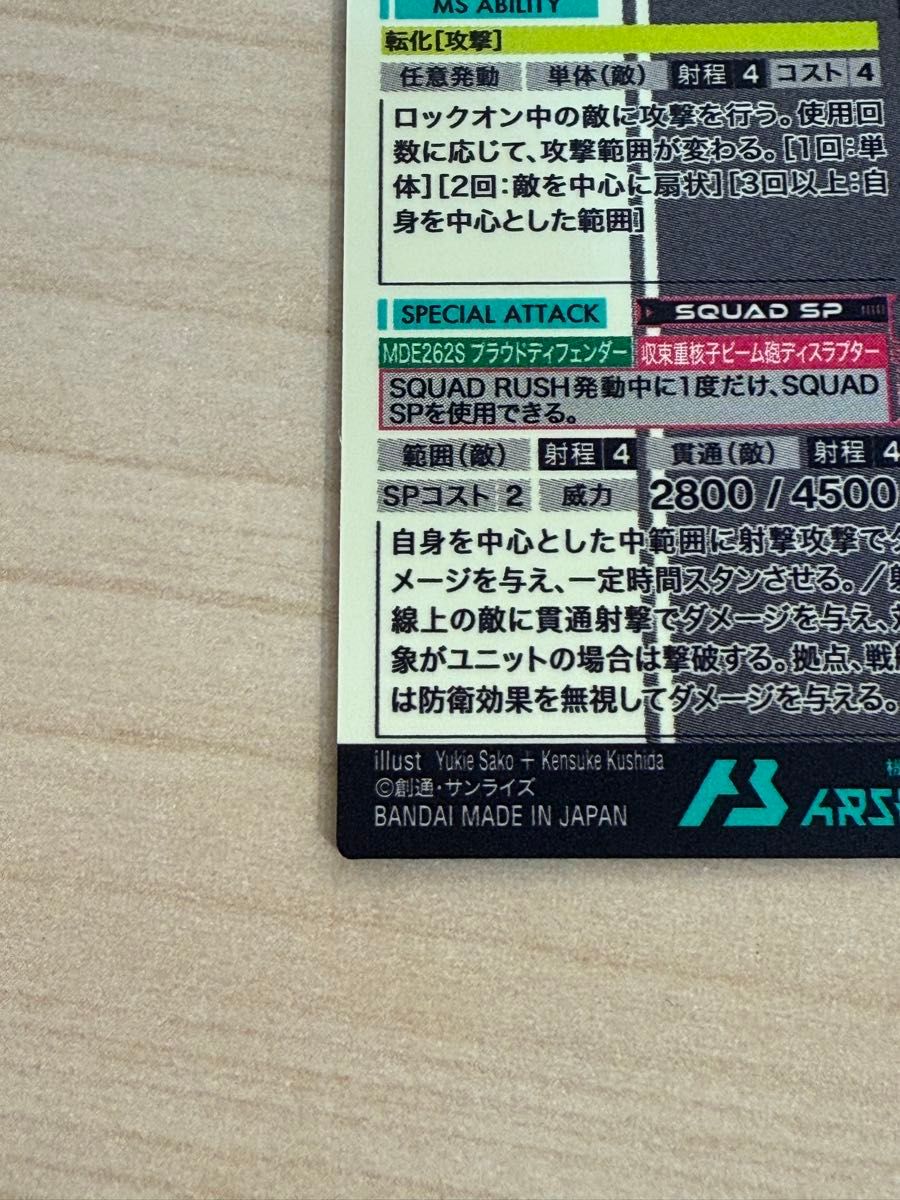 MS ABILITY
転化[攻撃]
任意発動 単体(敵) 射程 4 コスト 4
ロックオン中の敵に攻撃を行う。使用回
数に応じて、攻撃範囲が変わる。[1回:単
体][2回:敵を中心に扇状][3回以上:自
身を中心とした範囲]
SPECIAL ATTACK SQUAD SP
MDE262S プラウドディフェンダー 収束重核子ビーム砲ディスラプター
SQUAD RUSH発動中に1度だけ、SQUAD
SPを使用できる。
範囲(敵) 射程 4 貫通(敵) 射程 4
SPコスト 2 威力 2800 / 4500
自身を中心とした中範囲に射撃攻撃でダ
メージを与え、一定時間スタンさせる。/射
線上の敵に貫通射撃でダメージを与え、対
象がユニットの場合は撃破する。拠点、戦艦
は防衛効果を無視してダメージを与える。
illust Yukie Sako + Kensuke Kushida
©創通・サンライズ
BANDAI MADE IN JAPAN